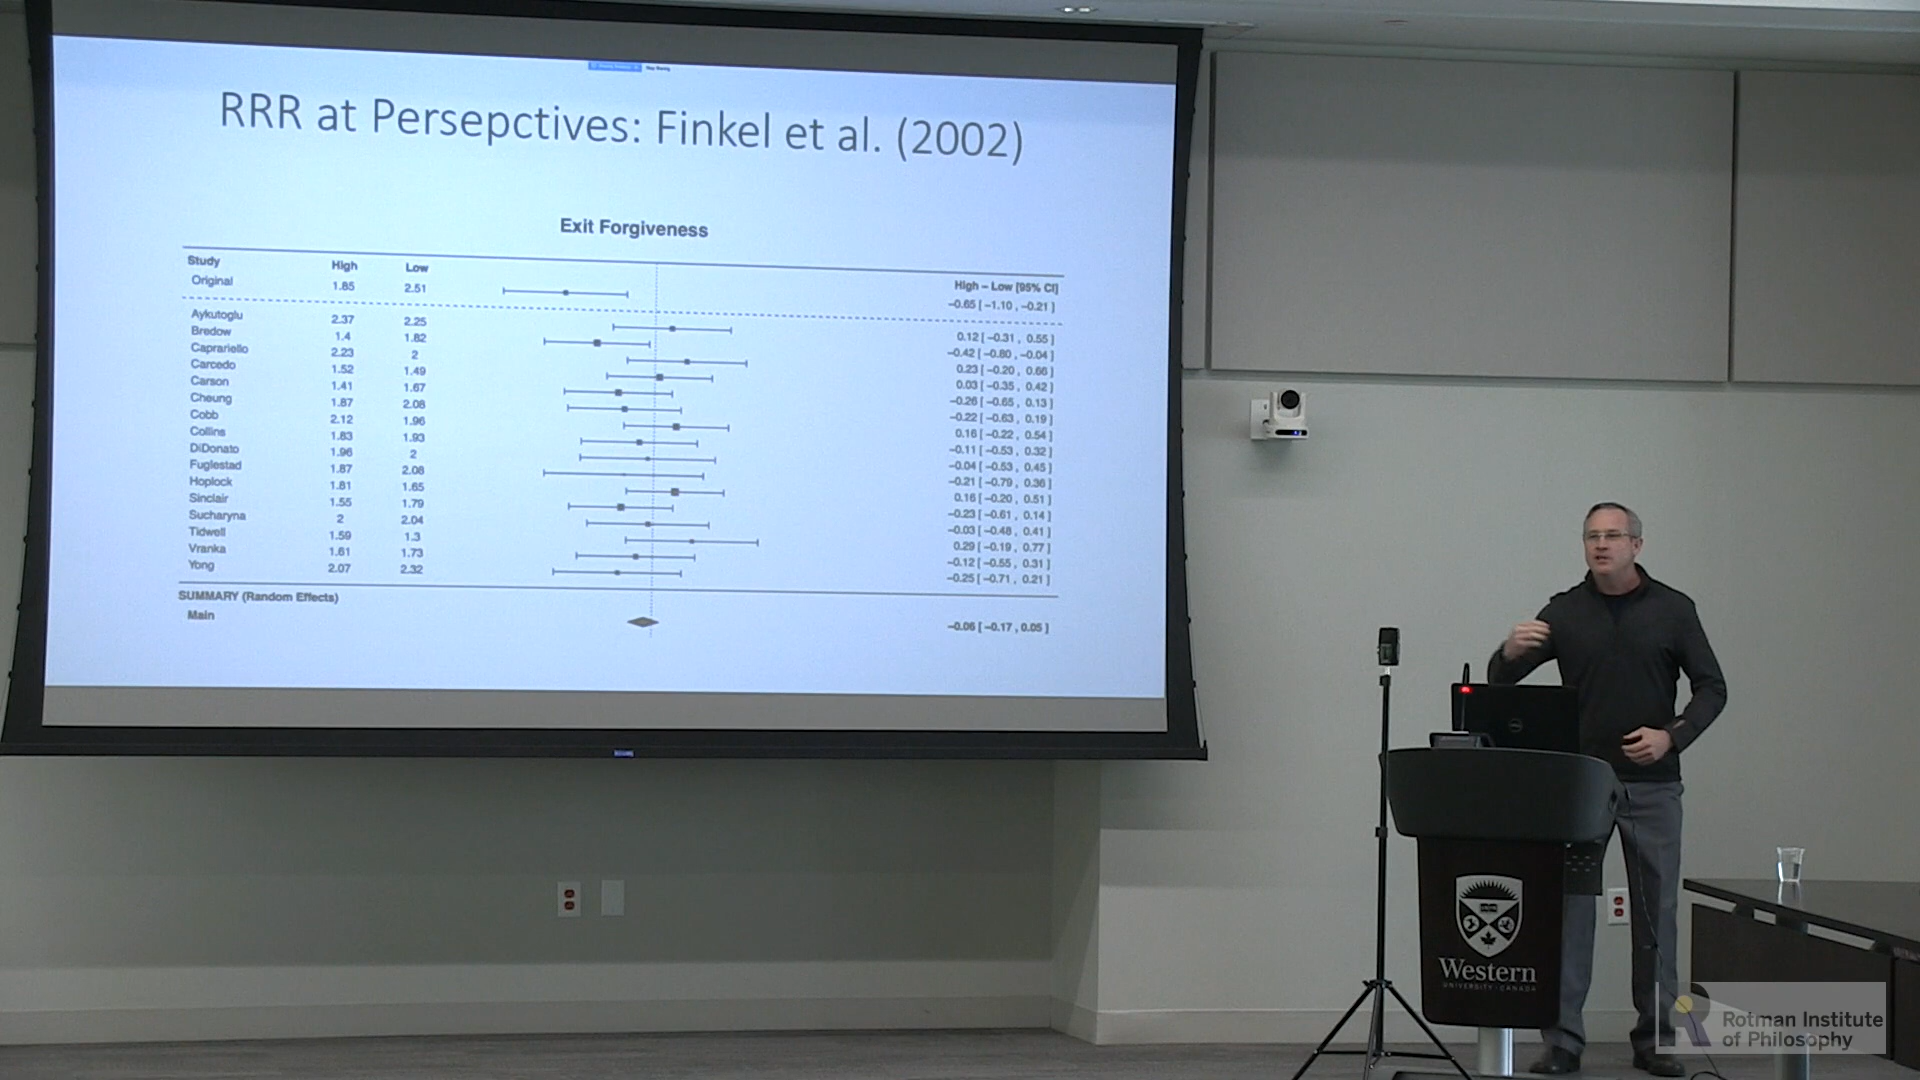 RRR at Persepctives: Finkel et al. (2002)
Exit Forgiveness
Study High Low High – Low [95% CI]
Original 1.85 2.51 −0.65 [ −1.10 , −0.21 ]
Aykutoglu 2.37 2.25 0.12 [ −0.31 , 0.55 ]
Bredow 1.4 1.82 −0.42 [ −0.80 , −0.04 ]
Caprariello 2.23 2 0.23 [ −0.20 , 0.66 ]
Carcedo 1.52 1.49 0.03 [ −0.35 , 0.42 ]
Carson 1.41 1.67 −0.26 [ −0.65 , 0.13 ]
Cheung 1.87 2.08 −0.22 [ −0.63 , 0.19 ]
Cobb 2.12 1.96 0.16 [ −0.22 , 0.54 ]
Collins 1.83 1.93 −0.11 [ −0.53 , 0.32 ]
DiDonato 1.96 2 −0.04 [ −0.53 , 0.45 ]
Fuglestad 1.87 2.08 −0.21 [ −0.79 , 0.36 ]
Hoplock 1.81 1.65 0.16 [ −0.20 , 0.51 ]
Sinclair 1.55 1.79 −0.23 [ −0.61 , 0.14 ]
Sucharyna 2 2.04 −0.03 [ −0.48 , 0.41 ]
Tidwell 1.59 1.3 0.29 [ −0.19 , 0.77 ]
Vranka 1.61 1.73 −0.12 [ −0.55 , 0.31 ]
Yong 2.07 2.32 −0.25 [ −0.71 , 0.21 ]
SUMMARY (Random Effects)
Main −0.06 [ −0.17 , 0.05 ]
Western
UNIVERSITY · CANADA
Rotman Institute
of Philosophy